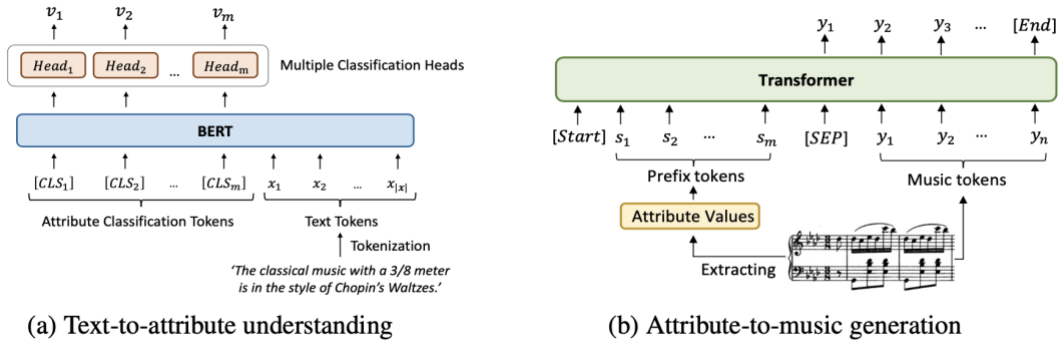 v₁ v₂ vₘ
Head₁ Head₂ ... Headₘ
Multiple Classification Heads
BERT
[CLS₁] [CLS₂] ... [CLSₘ] x₁ x₂ ... x|x|
Attribute Classification Tokens
Text Tokens
Tokenization
‘The classical music with a 3/8 meter
is in the style of Chopin’s Waltzes.’
(a) Text-to-attribute understanding
y₁ y₂ y₃ ... [End]
Transformer
[Start] s₁ s₂ ... sₘ [SEP] y₁ y₂ ... yₙ
Prefix tokens
Music tokens
Attribute Values
Extracting
(b) Attribute-to-music generation